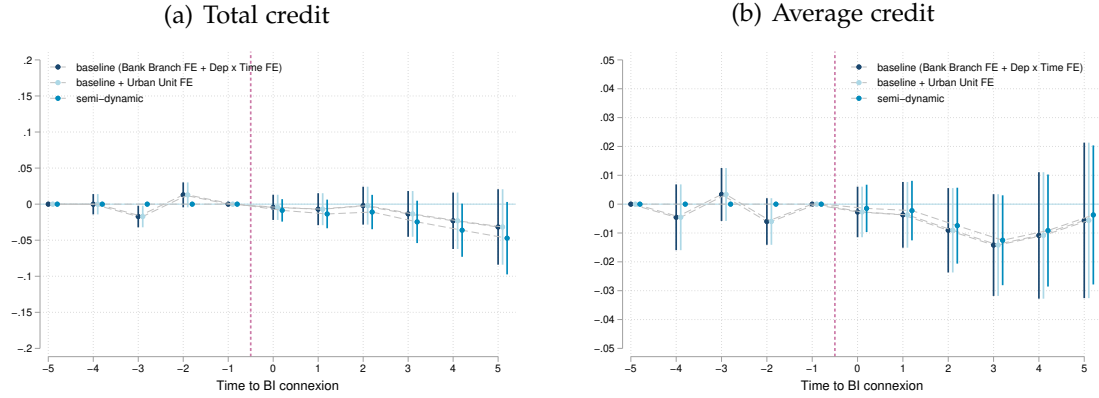 (a) Total credit
.2
.15
.1
.05
0
-.05
-.1
-.15
-.2
baseline (Bank Branch FE + Dep x Time FE)
baseline + Urban Unit FE
semi-dynamic
-5 -4 -3 -2 -1 0 1 2 3 4 5
Time to BI connexion
(b) Average credit
.05
.04
.03
.02
.01
0
-.01
-.02
-.03
-.04
-.05
baseline (Bank Branch FE + Dep x Time FE)
baseline + Urban Unit FE
semi-dynamic
-5 -4 -3 -2 -1 0 1 2 3 4 5
Time to BI connexion